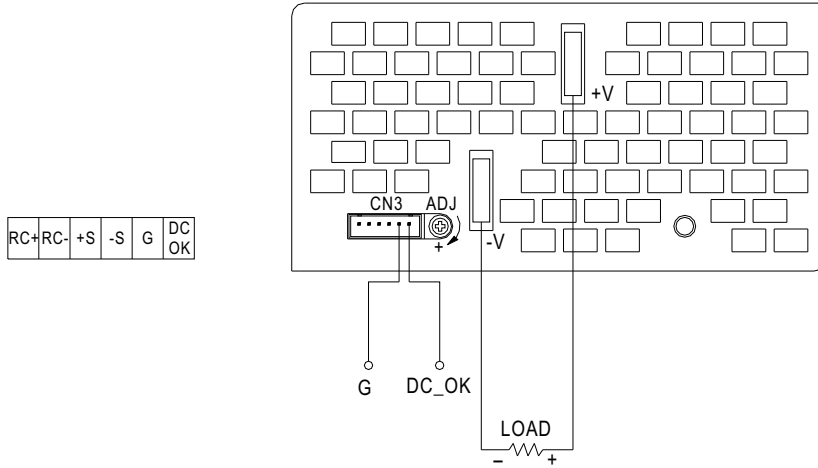 +V
CN3 ADJ
+
-V
RC+ RC- +S -S G DC OK
G DC_OK
LOAD
– +